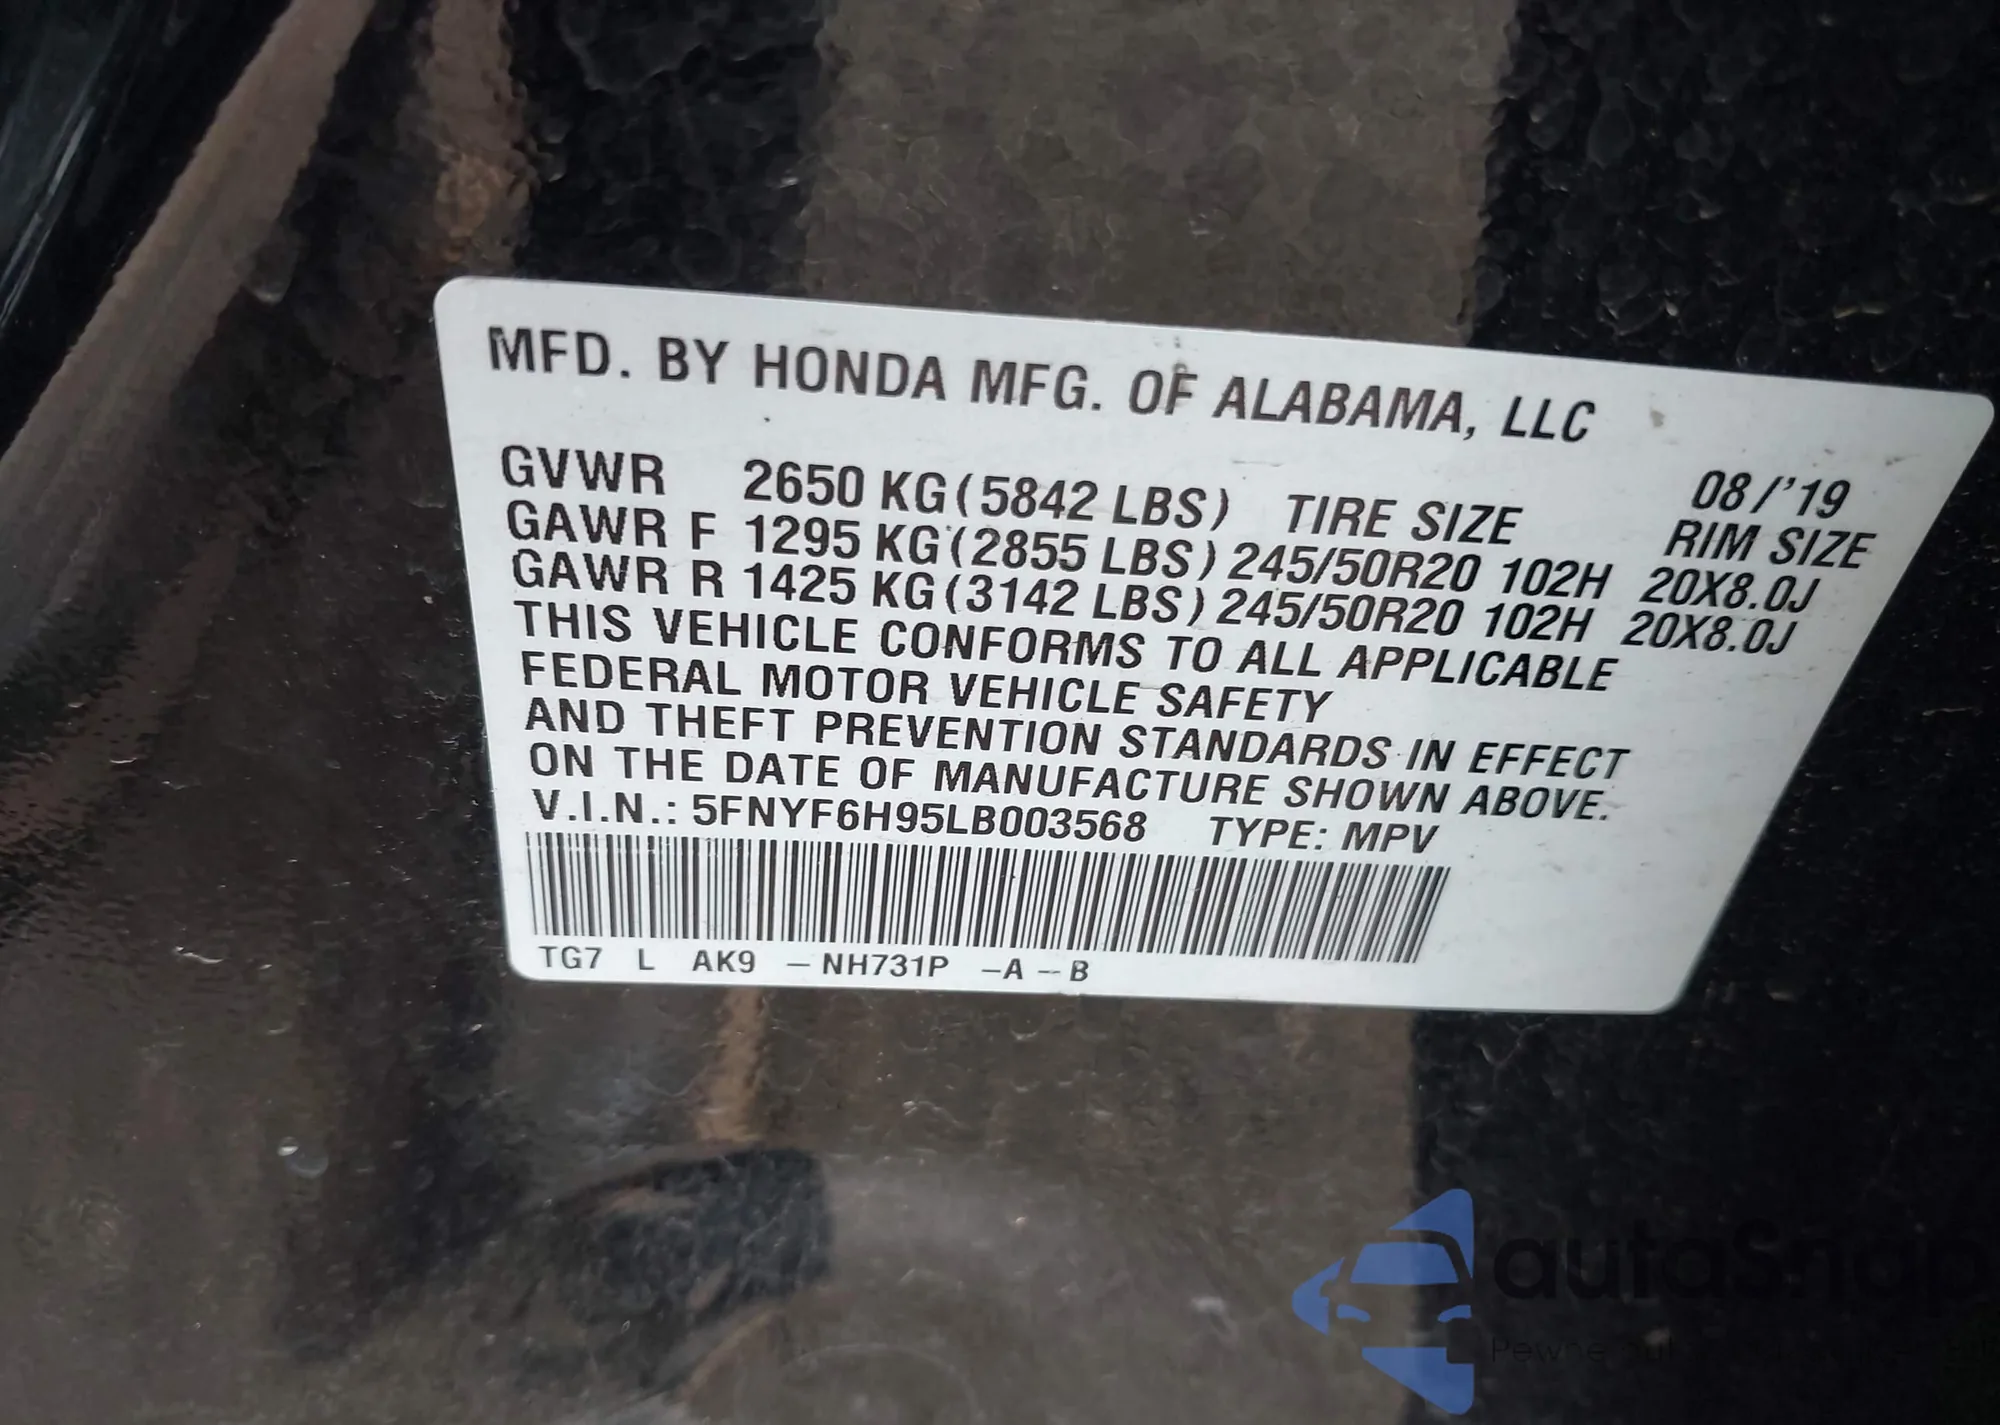 MFD. BY HONDA MFG. OF ALABAMA, LLC
08/'19
GVWR 2650 KG (5842 LBS) TIRE SIZE RIM SIZE
GAWR F 1295 KG (2855 LBS) 245/50R20 102H 20X8.0J
GAWR R 1425 KG (3142 LBS) 245/50R20 102H 20X8.0J
THIS VEHICLE CONFORMS TO ALL APPLICABLE
FEDERAL MOTOR VEHICLE SAFETY
AND THEFT PREVENTION STANDARDS IN EFFECT
ON THE DATE OF MANUFACTURE SHOWN ABOVE.
V.I.N.: 5FNYF6H95LB003568 TYPE: MPV
TG7 L AK9 – NH731P – A – – B
autaSnap
Pewne